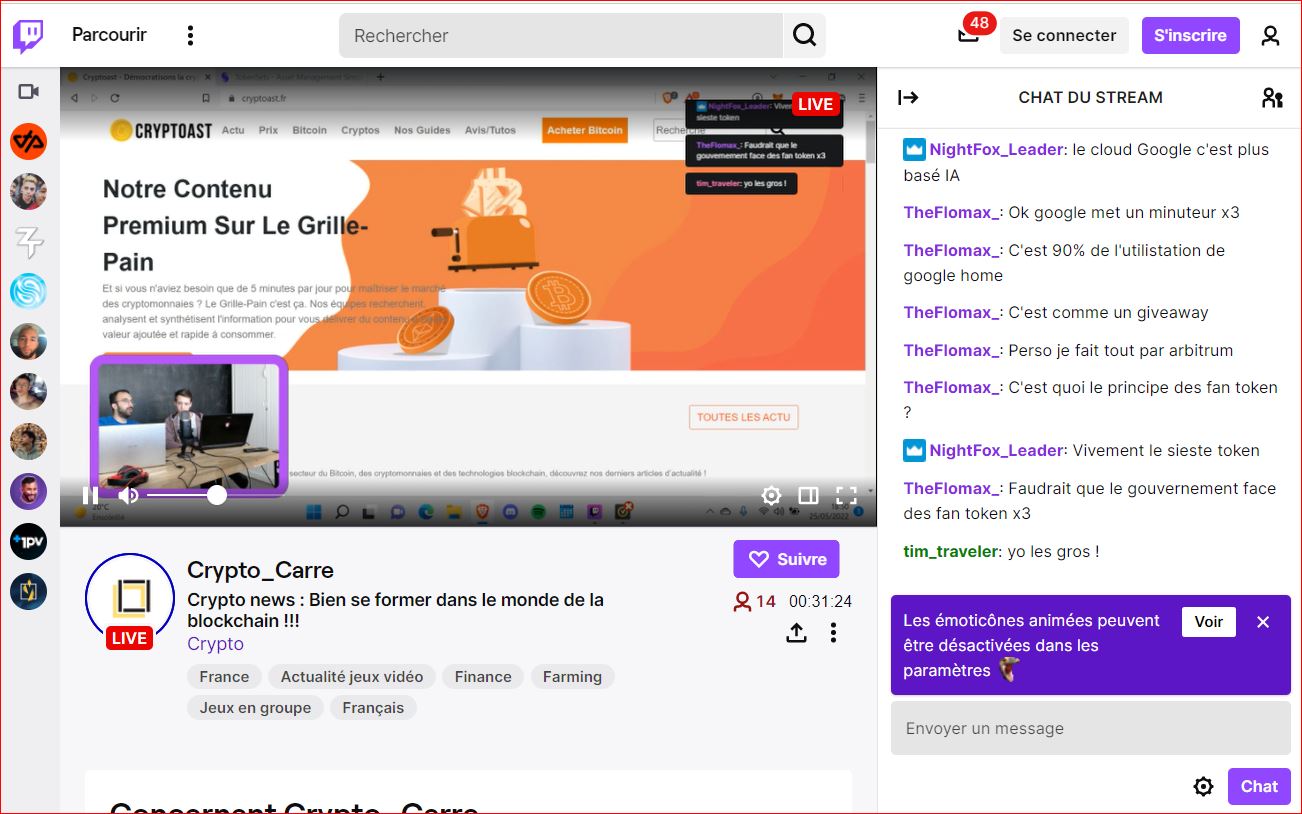 Parcourir
Rechercher
48
Se connecter
S'inscrire
Cryptoast - Démocratisons la cry
TokenSets - Asset Management Sim
cryptoast.fr
LIVE
NightFox_Leader: Vivem
sieste token
CRYPTOAST
Actu
Prix
Bitcoin
Cryptos
Nos Guides
Avis/Tutos
Acheter Bitcoin
Recherche
TheFlomax_: Faudrait que le
gouvernement face des fan token x3
tim_traveler: yo les gros !
Notre Contenu
Premium Sur Le Grille-
Pain
Et si vous n'aviez besoin que de 5 minutes par jour pour maîtriser le marché
des cryptomonnaies ? Le Grille-Pain c'est ça. Nos équipes recherchent,
analysent et synthétisent l'information pour vous délivrer du contenu à
valeur ajoutée et rapide à consommer.
TOUTES LES ACTU
secteur du Bitcoin, des cryptomonnaies et des technologies blockchain, découvrez nos derniers articles d'actualité !
20°C
Ensoleillé
18:50
25/05/2022
CHAT DU STREAM
NightFox_Leader: le cloud Google c'est plus
basé IA
TheFlomax_: Ok google met un minuteur x3
TheFlomax_: C'est 90% de l'utilistation de
google home
TheFlomax_: C'est comme un giveaway
TheFlomax_: Perso je fait tout par arbitrum
TheFlomax_: C'est quoi le principe des fan token
?
NightFox_Leader: Vivement le sieste token
TheFlomax_: Faudrait que le gouvernement face
des fan token x3
tim_traveler: yo les gros !
Les émoticônes animées peuvent
être désactivées dans les
paramètres
Voir
Envoyer un message
Chat
1PV
LIVE
Crypto_Carre
Crypto news : Bien se former dans le monde de la
blockchain !!!
Crypto
France
Actualité jeux vidéo
Finance
Farming
Jeux en groupe
Français
Suivre
14
00:31:24
Concernant Crypto_Carre